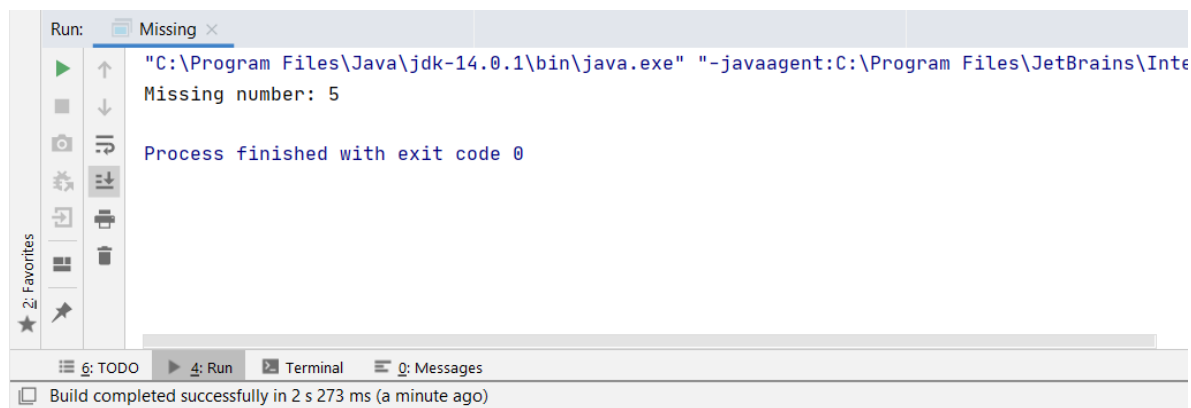 Run: Missing
"C:\Program Files\Java\jdk-14.0.1\bin\java.exe" "-javaagent:C:\Program Files\JetBrains\Inte
Missing number: 5
Process finished with exit code 0
2: Favorites
6: TODO 4: Run Terminal 0: Messages
Build completed successfully in 2 s 273 ms (a minute ago)